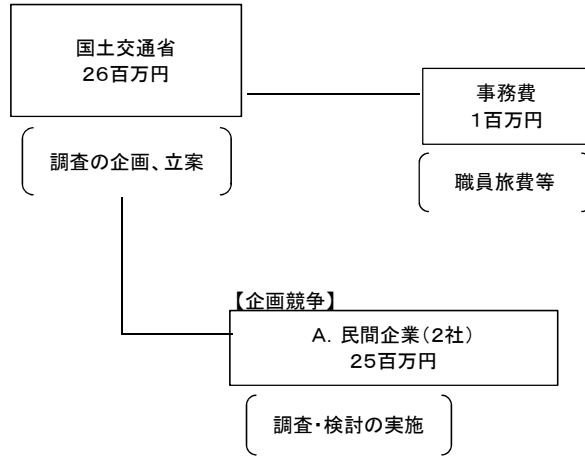 国土交通省
26百万円
事務費
1百万円
調査の企画、立案
職員旅費等
【企画競争】
A．民間企業（2社）
25百万円
調査・検討の実施